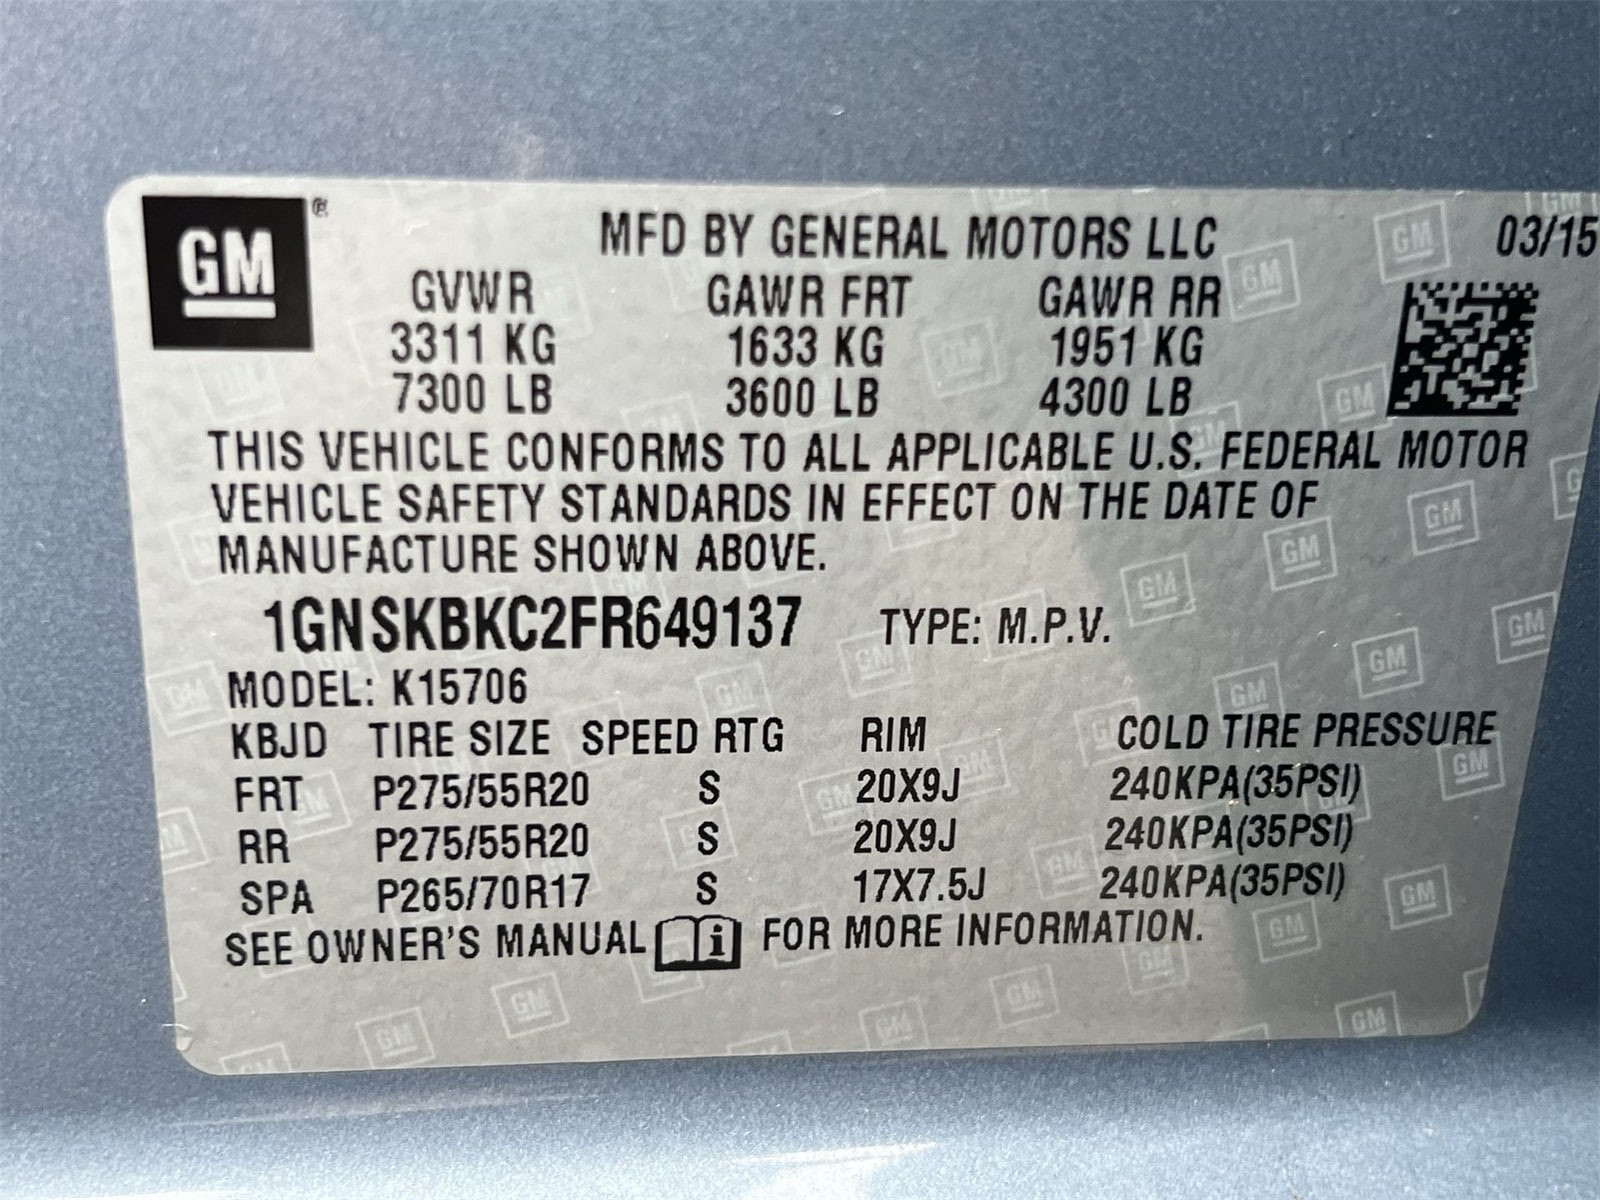 GM ®
MFD BY GENERAL MOTORS LLC 03/15
GVWR GAWR FRT GAWR RR
3311 KG 1633 KG 1951 KG
7300 LB 3600 LB 4300 LB
THIS VEHICLE CONFORMS TO ALL APPLICABLE U.S. FEDERAL MOTOR
VEHICLE SAFETY STANDARDS IN EFFECT ON THE DATE OF
MANUFACTURE SHOWN ABOVE.
1GNSKBKC2FR649137 TYPE: M.P.V.
MODEL: K15706
KBJD TIRE SIZE SPEED RTG RIM COLD TIRE PRESSURE
FRT P275/55R20 S 20X9J 240KPA(35PSI)
RR P275/55R20 S 20X9J 240KPA(35PSI)
SPA P265/70R17 S 17X7.5J 240KPA(35PSI)
SEE OWNER'S MANUAL i FOR MORE INFORMATION.